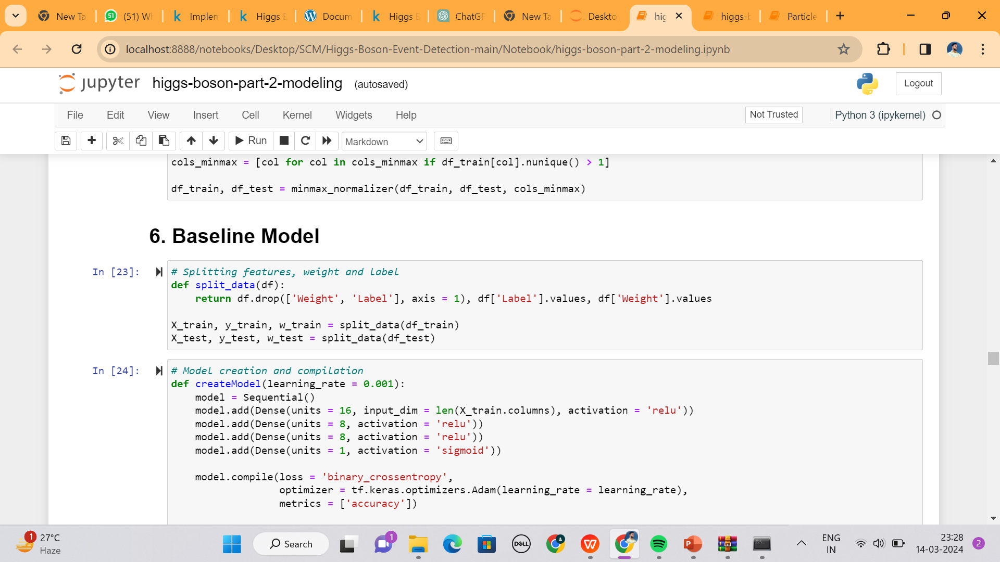 New Ta
51
(51) W
Implem
Higgs E
Docum
Higgs E
ChatGP
New Ta
Deskto
hig
higgs-b
Particle
localhost:8888/notebooks/Desktop/SCM/Higgs-Boson-Event-Detection-main/Notebook/higgs-boson-part-2-modeling.ipynb
jupyter higgs-boson-part-2-modeling (autosaved)
Logout
File Edit View Insert Cell Kernel Widgets Help
Not Trusted
Python 3 (ipykernel)
Run
Markdown
cols_minmax = [col for col in cols_minmax if df_train[col].nunique() > 1]
df_train, df_test = minmax_normalizer(df_train, df_test, cols_minmax)
6. Baseline Model
In [23]:
# Splitting features, weight and label
def split_data(df):
    return df.drop(['Weight', 'Label'], axis = 1), df['Label'].values, df['Weight'].values
X_train, y_train, w_train = split_data(df_train)
X_test, y_test, w_test = split_data(df_test)
In [24]:
# Model creation and compilation
def createModel(learning_rate = 0.001):
    model = Sequential()
    model.add(Dense(units = 16, input_dim = len(X_train.columns), activation = 'relu'))
    model.add(Dense(units = 8, activation = 'relu'))
    model.add(Dense(units = 8, activation = 'relu'))
    model.add(Dense(units = 1, activation = 'sigmoid'))
    model.compile(loss = 'binary_crossentropy',
                  optimizer = tf.keras.optimizers.Adam(learning_rate = learning_rate),
                  metrics = ['accuracy'])
1
27°C
Haze
Search
1
DELL
ENG
IN
23:28
14-03-2024
2